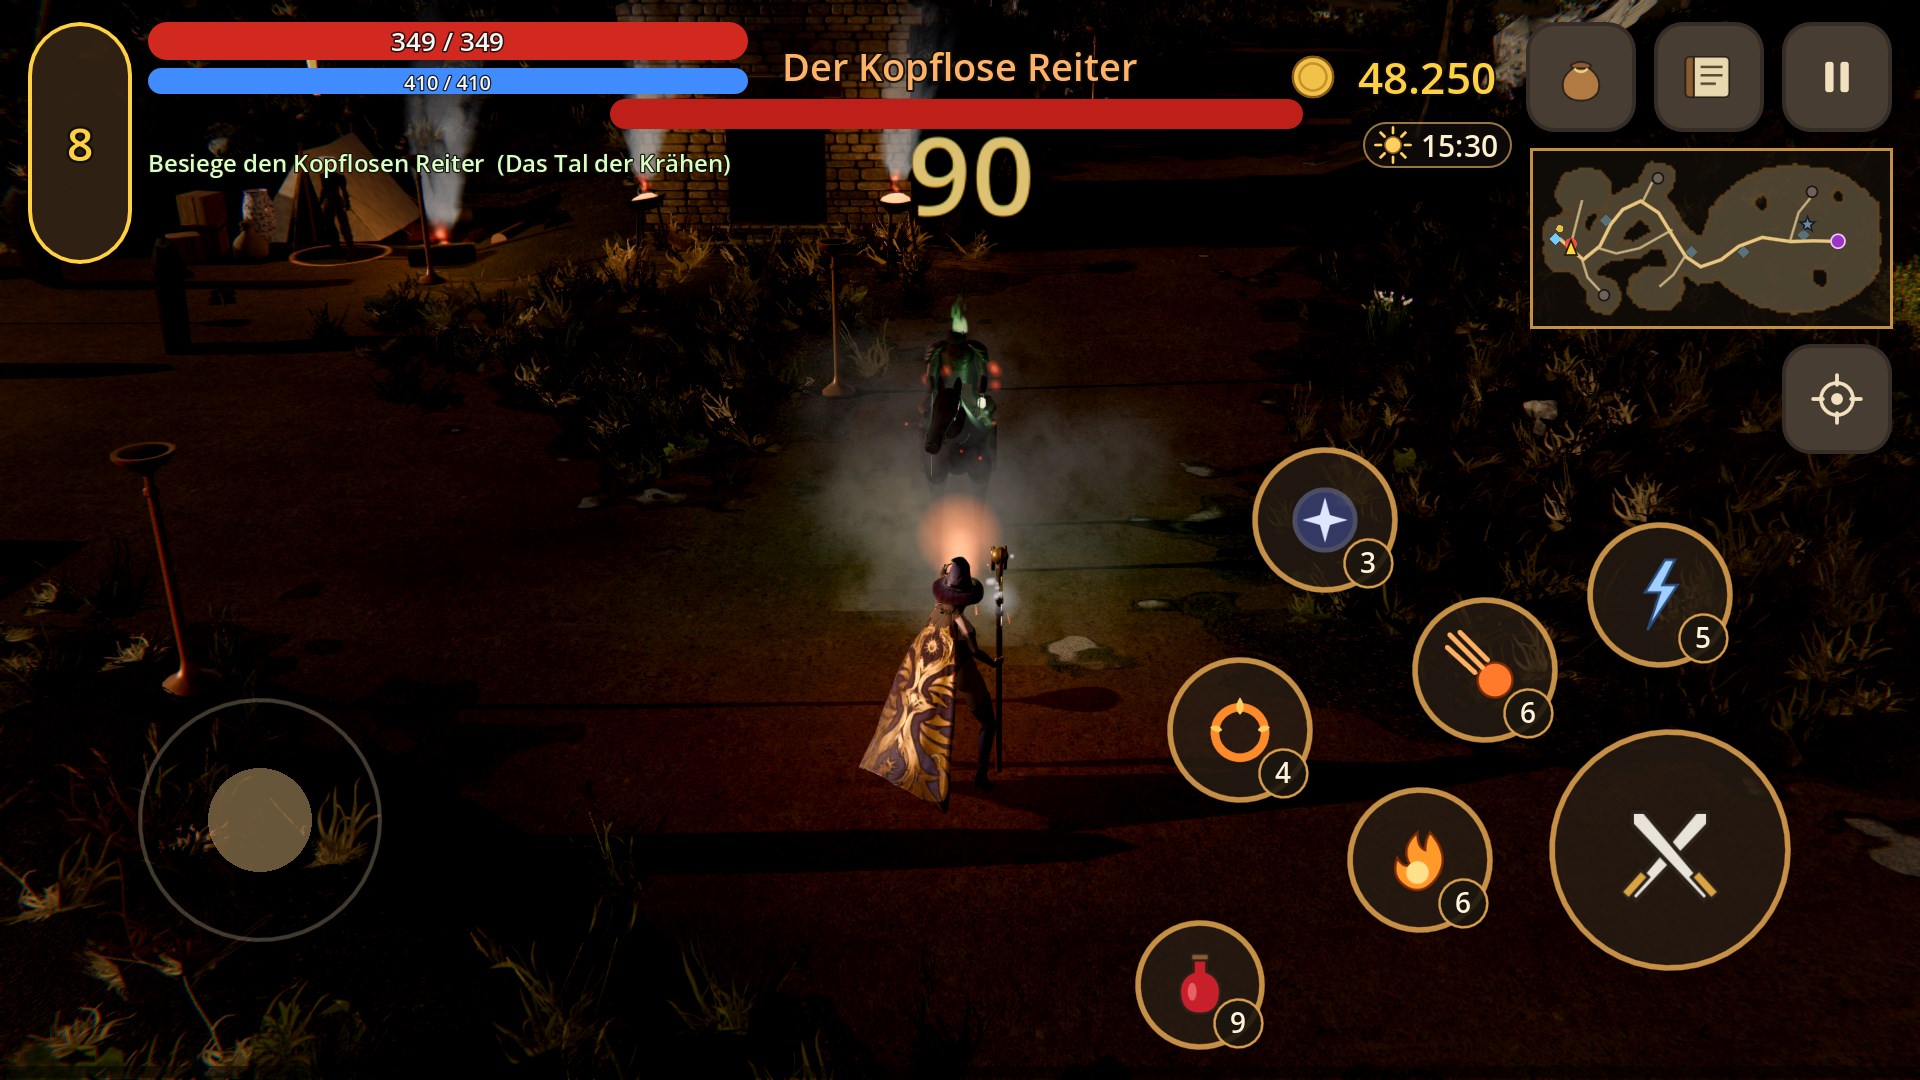 349 / 349
410 / 410
8
Der Kopflose Reiter
48.250
15:30
Besiege den Kopflosen Reiter (Das Tal der Krähen)
90
3
5
6
4
6
9